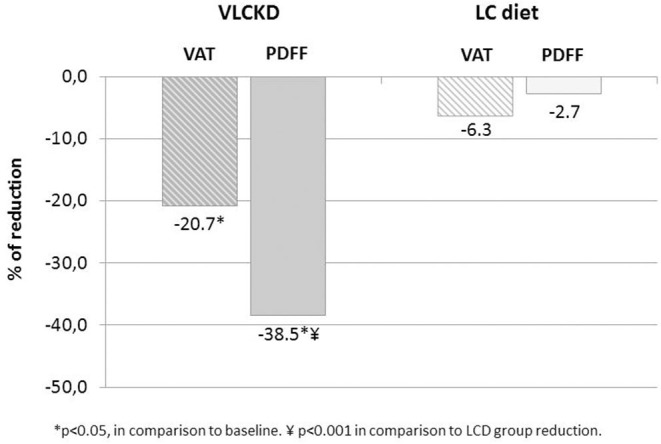 VLCKD LC diet
VAT PDFF VAT PDFF
0,0
-10,0
-20,0
-30,0
-40,0
-50,0
% of reduction
-20.7*
-38.5*¥
-6.3
-2.7
*p<0.05, in comparison to baseline. ¥ p<0.001 in comparison to LCD group reduction.